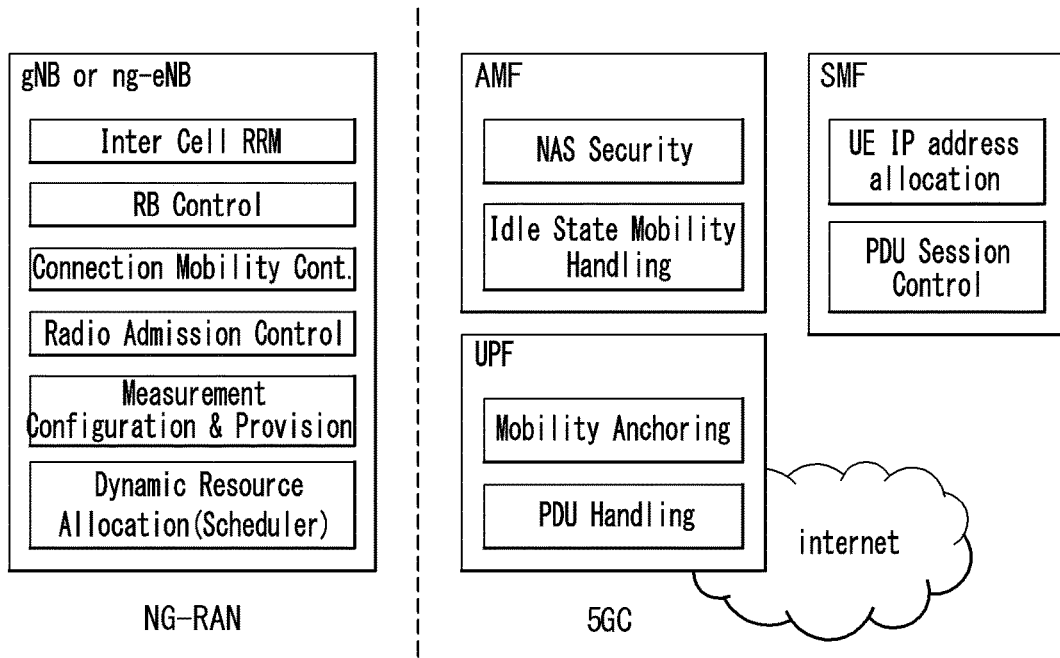 gNB or ng-eNB
Inter Cell RRM
RB Control
Connection Mobility Cont.
Radio Admission Control
Measurement
Configuration & Provision
Dynamic Resource
Allocation(Scheduler)
NG-RAN
AMF
NAS Security
Idle State Mobility
Handling
SMF
UE IP address
allocation
PDU Session
Control
UPF
Mobility Anchoring
PDU Handling
internet
5GC